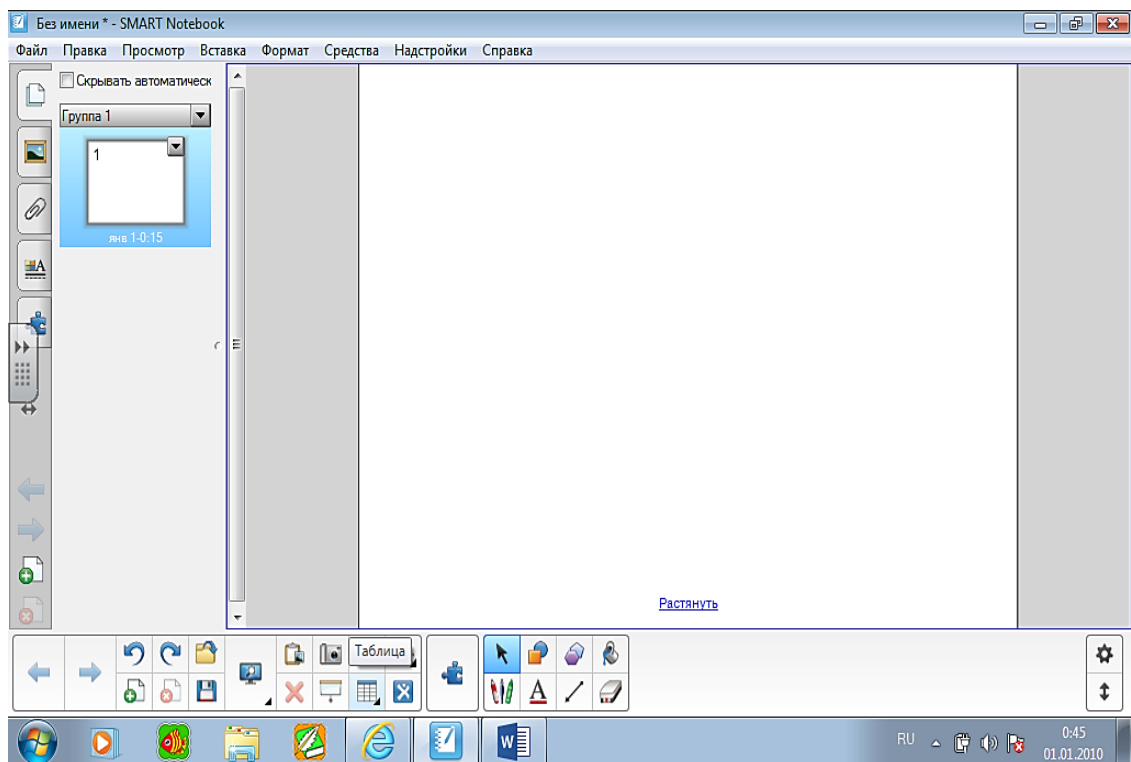 Без имени * - SMART Notebook
Файл Правка Просмотр Вставка Формат Средства Надстройки Справка
Скрывать автоматическ
Группа 1
1
янв 1-0:15
Растянуть
Таблица
A
RU
0:45
01.01.2010